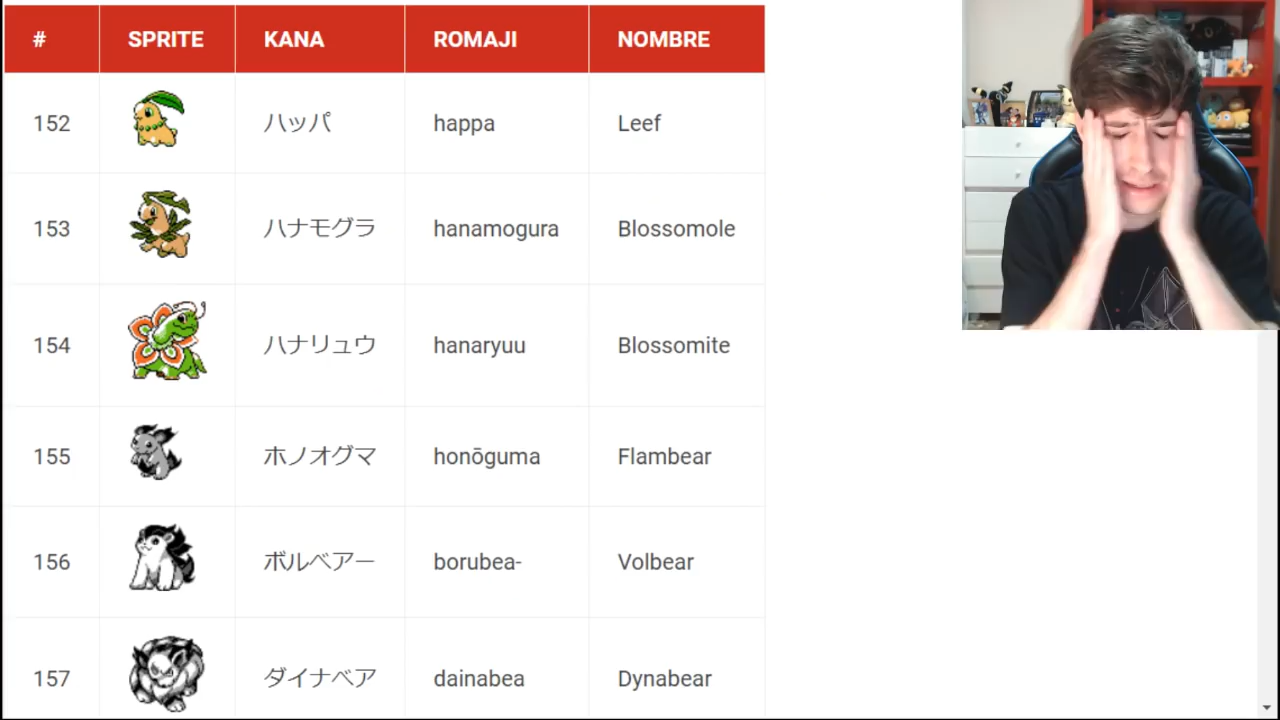 # SPRITE KANA ROMAJI NOMBRE
152 ハッパ happa Leef
153 ハナモグラ hanamogura Blossomole
154 ハナリュウ hanaryuu Blossomite
155 ホノオグマ honōguma Flambear
156 ボルベアー borubea- Volbear
157 ダイナベア dainabea Dynabear